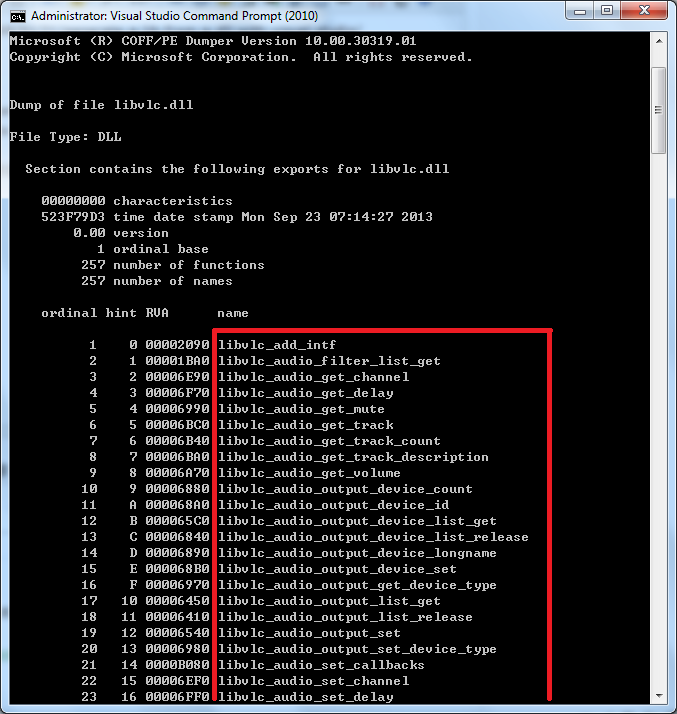 Administrator: Visual Studio Command Prompt (2010)
Microsoft (R) COFF/PE Dumper Version 10.00.30319.01
Copyright (C) Microsoft Corporation.  All rights reserved.
Dump of file libvlc.dll
File Type: DLL
Section contains the following exports for libvlc.dll
00000000 characteristics
523F79D3 time date stamp Mon Sep 23 07:14:27 2013
0.00 version
1 ordinal base
257 number of functions
257 number of names
ordinal hint RVA      name
1    0 00002090 libvlc_add_intf
2    1 00001BA0 libvlc_audio_filter_list_get
3    2 00006E90 libvlc_audio_get_channel
4    3 00006F70 libvlc_audio_get_delay
5    4 00006990 libvlc_audio_get_mute
6    5 00006BC0 libvlc_audio_get_track
7    6 00006B40 libvlc_audio_get_track_count
8    7 00006BA0 libvlc_audio_get_track_description
9    8 00006A70 libvlc_audio_get_volume
10    9 00006880 libvlc_audio_output_device_count
11    A 000068A0 libvlc_audio_output_device_id
12    B 000065C0 libvlc_audio_output_device_list_get
13    C 00006840 libvlc_audio_output_device_list_release
14    D 00006890 libvlc_audio_output_device_longname
15    E 000068B0 libvlc_audio_output_device_set
16    F 00006970 libvlc_audio_output_get_device_type
17   10 00006450 libvlc_audio_output_list_get
18   11 00006410 libvlc_audio_output_list_release
19   12 00006540 libvlc_audio_output_set
20   13 00006980 libvlc_audio_output_set_device_type
21   14 0000B080 libvlc_audio_set_callbacks
22   15 00006EF0 libvlc_audio_set_channel
23   16 00006FF0 libvlc_audio_set_delay